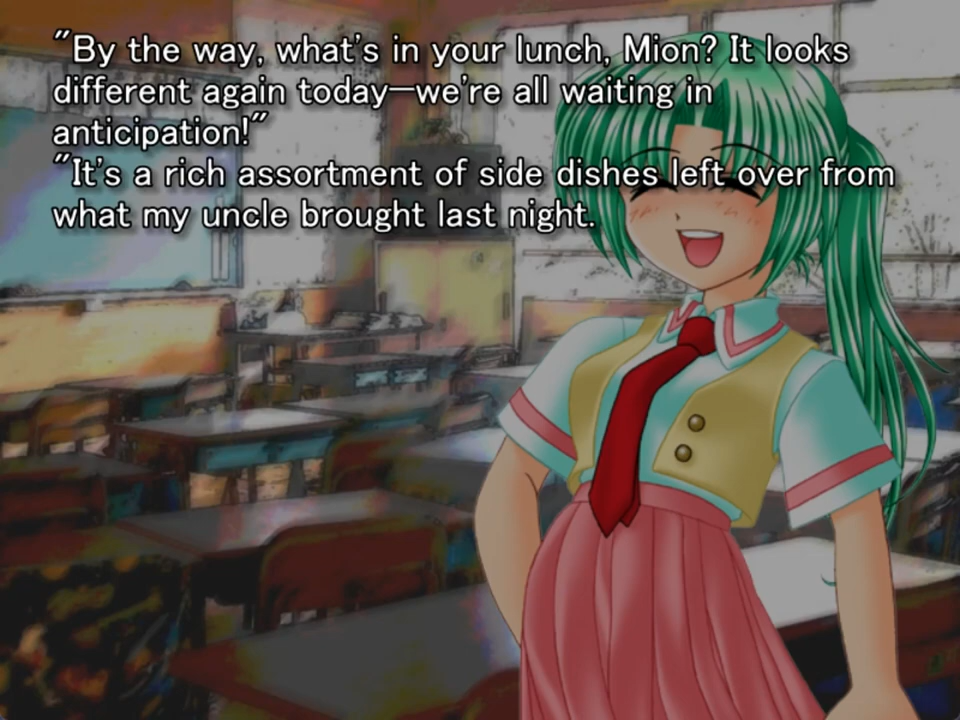 "By the way, what's in your lunch, Mion? It looks
different again today—we're all waiting in
anticipation!"
"It's a rich assortment of side dishes left over from
what my uncle brought last night.